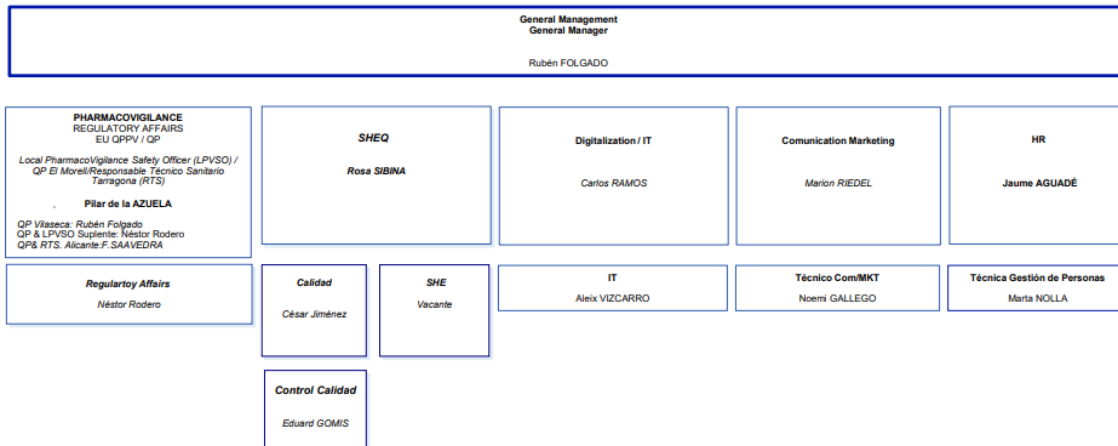 General Management
General Manager
Rubén FOLGADO
PHARMACOVIGILANCE
REGULATORY AFFAIRS
EU QPPV / QP
Local PharmacoVigilance Safety Officer (LPVSO) /
QP El Morell/Responsable Técnico Sanitario
Tarragona (RTS)
. Pilar de la AZUELA
QP Vilaseca: Rubén Folgado
QP & LPVSO Suplente: Néstor Rodero
QP& RTS. Alicante:F.SAAVEDRA
SHEQ
Rosa SIBINA
Digitalization / IT
Carlos RAMOS
Comunication Marketing
Marion RIEDEL
HR
Jaume AGUADÉ
Regulartoy Affairs
Néstor Rodero
Calidad
César Jiménez
SHE
Vacante
IT
Aleix VIZCARRO
Técnico Com/MKT
Noemi GALLEGO
Técnica Gestión de Personas
Marta NOLLA
Control Calidad
Eduard GOMIS